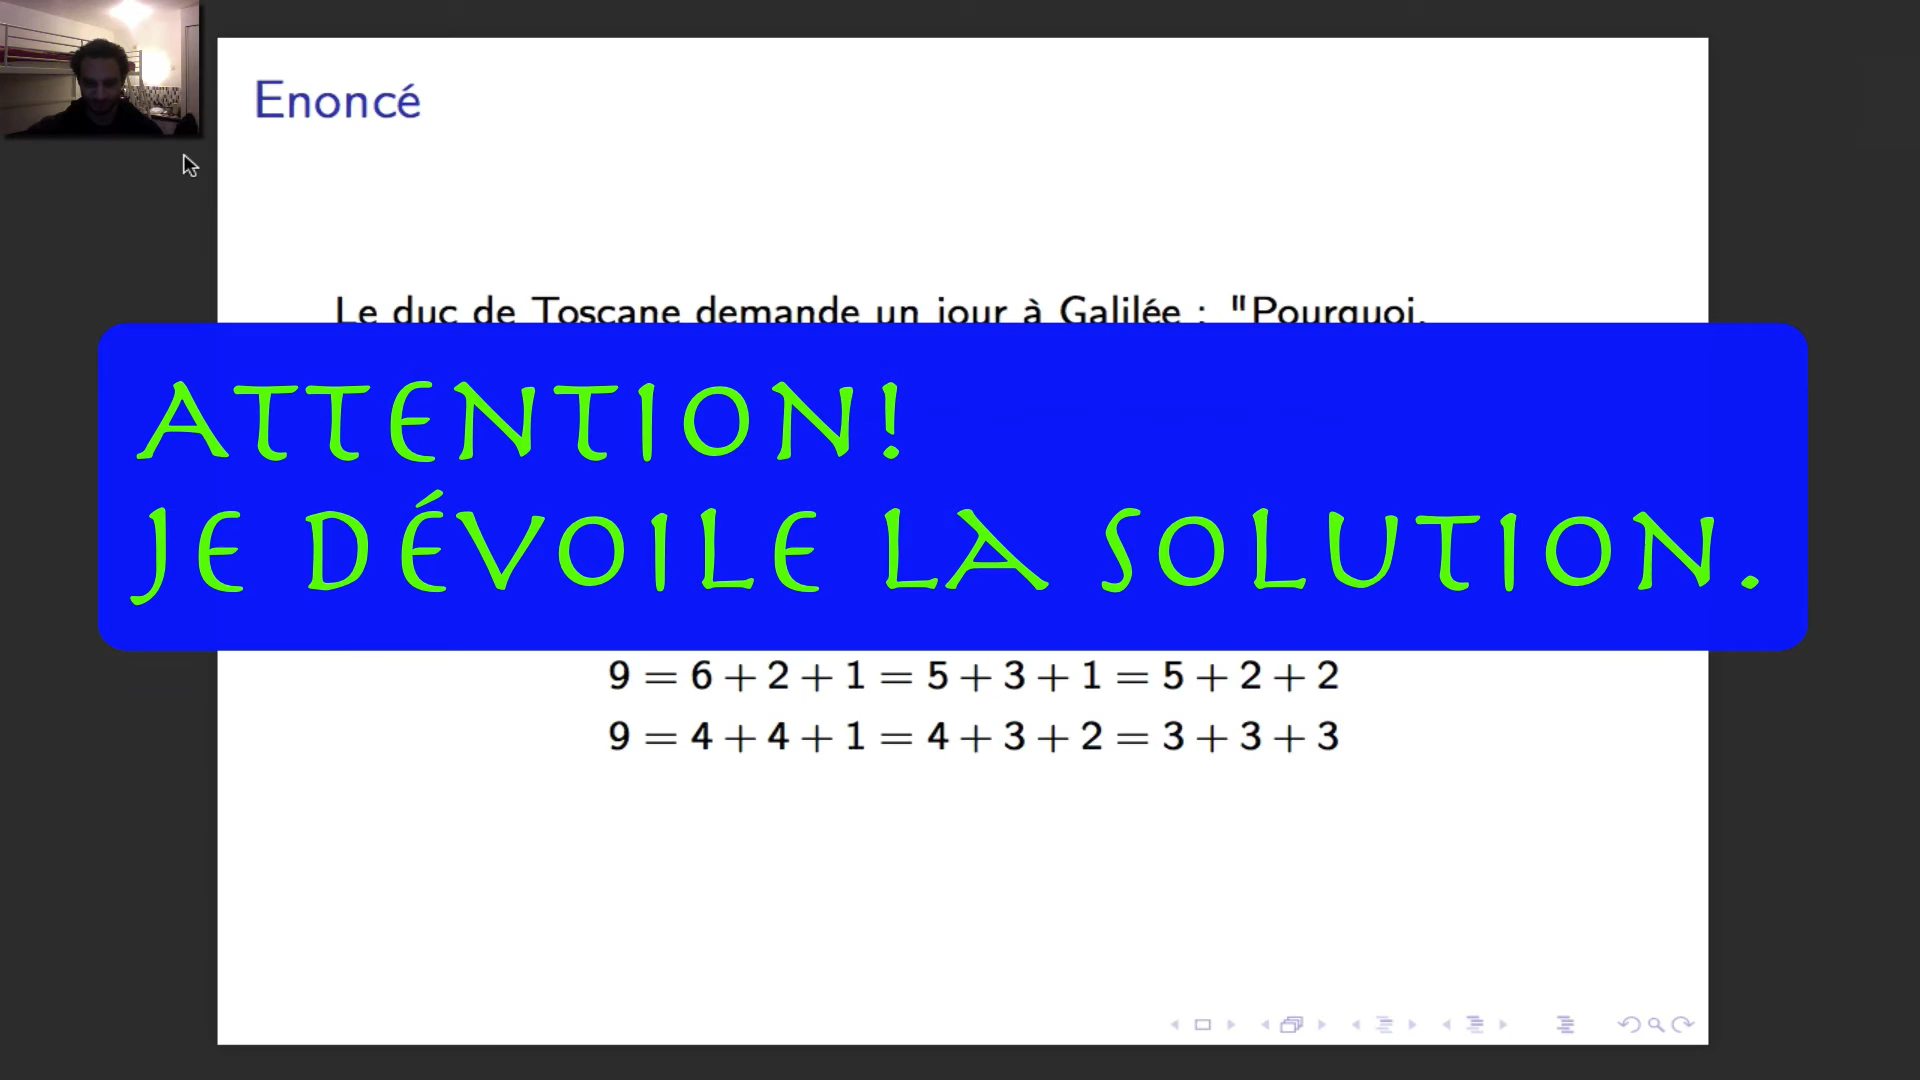 Enoncé
Le duc de Toscane demande un jour à Galilée : "Pourquoi,
ATTENTION!
JE DÉVOILE LA SOLUTION.
9 = 6 + 2 + 1 = 5 + 3 + 1 = 5 + 2 + 2
9 = 4 + 4 + 1 = 4 + 3 + 2 = 3 + 3 + 3